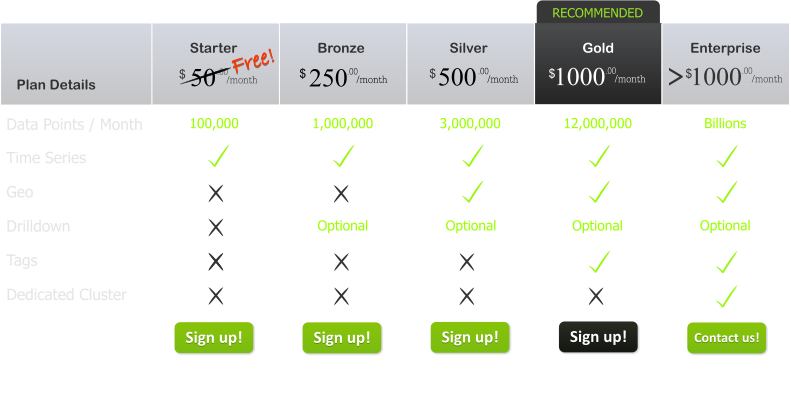 RECOMMENDED
Plan Details
Starter
$50.00/month
Free!
Bronze
$250.00/month
Silver
$500.00/month
Gold
$1000.00/month
Enterprise
>$1000.00/month
Data Points / Month 100,000 1,000,000 3,000,000 12,000,000 Billions
Time Series
Geo
Drilldown Optional Optional Optional Optional
Tags
Dedicated Cluster
Sign up! Sign up! Sign up! Sign up! Contact us!